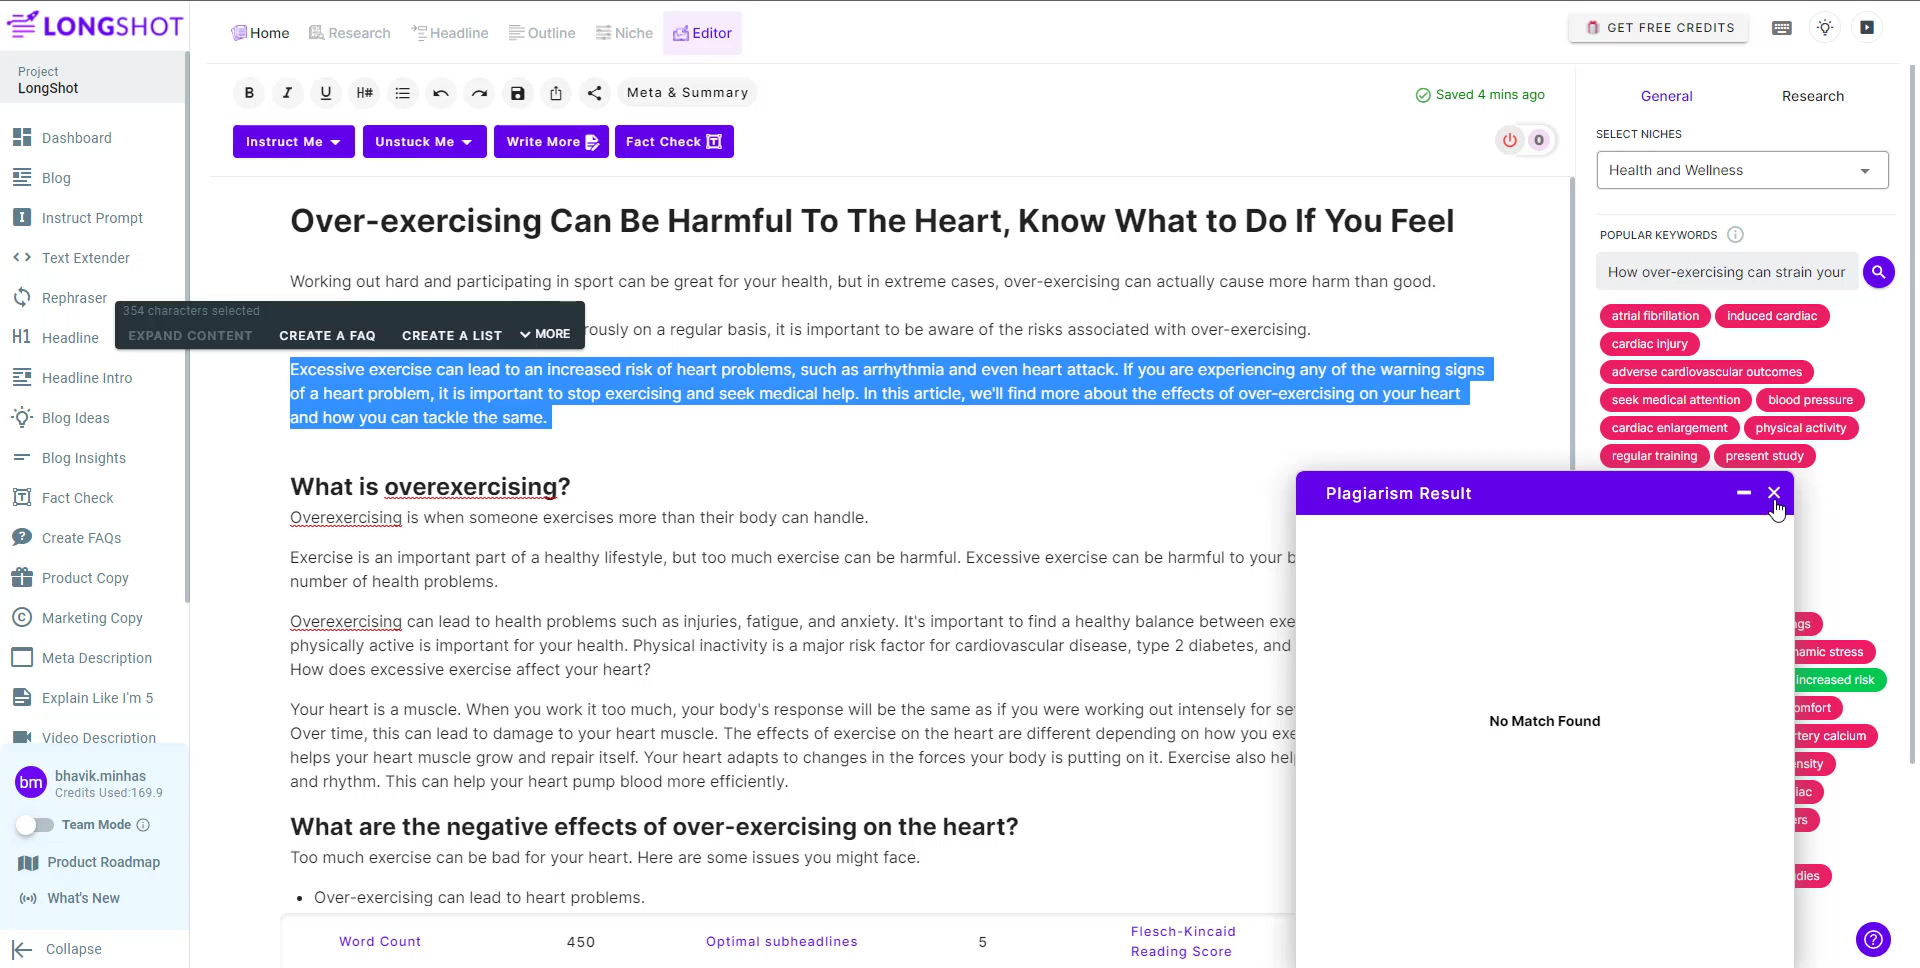 LONGSHOT
Home
Research
Headline
Outline
Niche
Editor
GET FREE CREDITS
Project
LongShot
Dashboard
Blog
Instruct Prompt
Text Extender
Rephraser
H1 Headline
Headline Intro
Blog Ideas
Blog Insights
Fact Check
Create FAQs
Product Copy
Marketing Copy
Meta Description
Explain Like I'm 5
Video Description
bm
bhavik.minhas
Credits Used:169.9
Team Mode
Product Roadmap
What's New
Collapse
B I U H#
Meta & Summary
Saved 4 mins ago
Instruct Me
Unstuck Me
Write More
Fact Check
0
Over-exercising Can Be Harmful To The Heart, Know What to Do If You Feel
Working out hard and participating in sport can be great for your health, but in extreme cases, over-exercising can actually cause more harm than good.
354 characters selected
EXPAND CONTENT CREATE A FAQ CREATE A LIST MORE
rously on a regular basis, it is important to be aware of the risks associated with over-exercising.
Excessive exercise can lead to an increased risk of heart problems, such as arrhythmia and even heart attack. If you are experiencing any of the warning signs
of a heart problem, it is important to stop exercising and seek medical help. In this article, we'll find more about the effects of over-exercising on your heart
and how you can tackle the same.
What is overexercising?
Overexercising is when someone exercises more than their body can handle.
Exercise is an important part of a healthy lifestyle, but too much exercise can be harmful. Excessive exercise can be harmful to your b
number of health problems.
Overexercising can lead to health problems such as injuries, fatigue, and anxiety. It's important to find a healthy balance between exe
physically active is important for your health. Physical inactivity is a major risk factor for cardiovascular disease, type 2 diabetes, and
How does excessive exercise affect your heart?
Your heart is a muscle. When you work it too much, your body's response will be the same as if you were working out intensely for se
Over time, this can lead to damage to your heart muscle. The effects of exercise on the heart are different depending on how you exe
helps your heart muscle grow and repair itself. Your heart adapts to changes in the forces your body is putting on it. Exercise also hel
and rhythm. This can help your heart pump blood more efficiently.
What are the negative effects of over-exercising on the heart?
Too much exercise can be bad for your heart. Here are some issues you might face.
• Over-exercising can lead to heart problems.
Word Count 450
Optimal subheadlines 5
Flesch-Kincaid
Reading Score
General
Research
SELECT NICHES
Health and Wellness
POPULAR KEYWORDS
How over-exercising can strain your
atrial fibrillation
induced cardiac
cardiac injury
adverse cardiovascular outcomes
seek medical attention
blood pressure
cardiac enlargement
physical activity
regular training
present study
Plagiarism Result
No Match Found
ngs
namic stress
increased risk
omfort
rtery calcium
ensity
iac
ers
dies